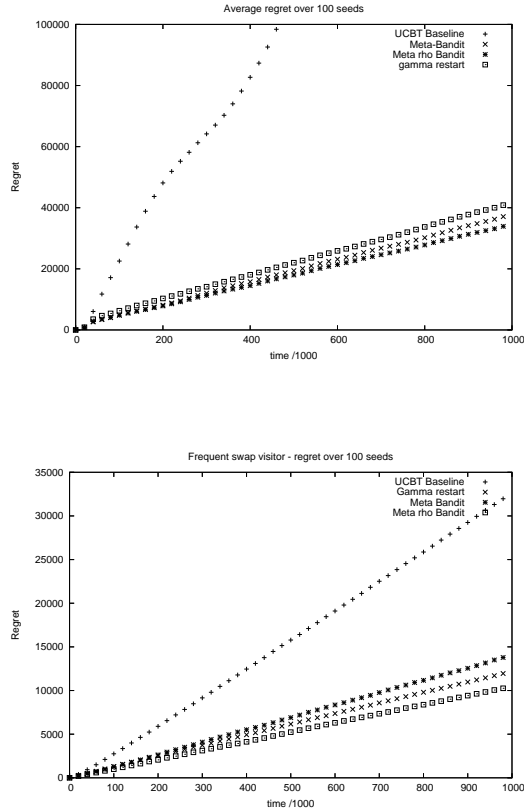 Average regret over 100 seeds
100000
80000
60000
40000
20000
0
Regret
UCBT Baseline
Meta-Bandit
Meta rho Bandit
gamma restart
0 200 400 600 800 1000
time /1000
Frequent swap visitor - regret over 100 seeds
35000
30000
25000
20000
15000
10000
5000
0
Regret
UCBT Baseline
Gamma restart
Meta Bandit
Meta rho Bandit
0 100 200 300 400 500 600 700 800 900 1000
time /1000